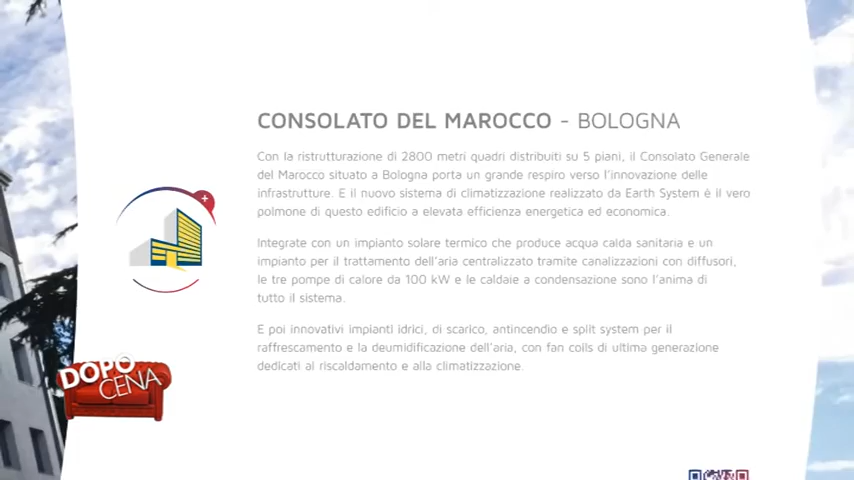 CONSOLATO DEL MAROCCO - BOLOGNA
Con la ristrutturazione di 2800 metri quadri distribuiti su 5 piani, il Consolato Generale
del Marocco situato a Bologna porta un grande respiro verso l'innovazione delle
infrastrutture. E il nuovo sistema di climatizzazione realizzato da Earth System è il vero
polmone di questo edificio a elevata efficienza energetica ed economica.
Integrate con un impianto solare termico che produce acqua calda sanitaria e un
impianto per il trattamento dell'aria centralizzato tramite canalizzazioni con diffusori,
le tre pompe di calore da 100 kW e le caldaie a condensazione sono l'anima di
tutto il sistema.
E poi innovativi impianti idrici, di scarico, antincendio e split system per il
raffrescamento e la deumidificazione dell'aria, con fan coils di ultima generazione
dedicati al riscaldamento e alla climatizzazione.
DOPO
CENA